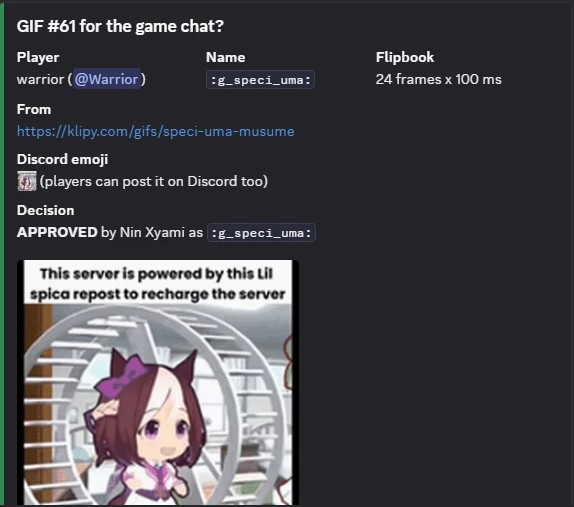 GIF #61 for the game chat?
Player Name Flipbook
warrior (@Warrior) :g_speci_uma: 24 frames x 100 ms
From
https://klipy.com/gifs/speci-uma-musume
Discord emoji
(players can post it on Discord too)
Decision
APPROVED by Nin Xyami as :g_speci_uma:
This server is powered by this Lil
spica repost to recharge the server